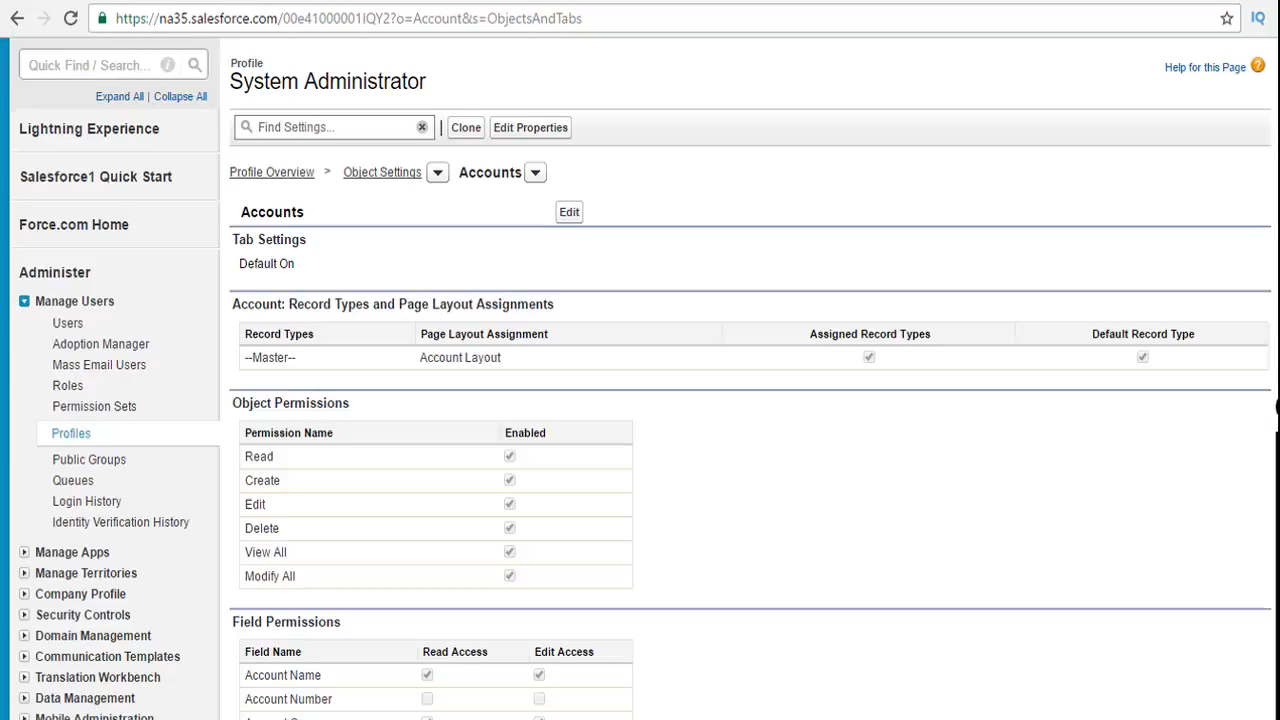 https://na35.salesforce.com/00e41000001IQY2?o=Account&s=ObjectsAndTabs
IQ
Quick Find / Search...
Expand All | Collapse All
Lightning Experience
Salesforce1 Quick Start
Force.com Home
Administer
Manage Users
Users
Adoption Manager
Mass Email Users
Roles
Permission Sets
Profiles
Public Groups
Queues
Login History
Identity Verification History
Manage Apps
Manage Territories
Company Profile
Security Controls
Domain Management
Communication Templates
Translation Workbench
Data Management
Mobile Administration
Profile
System Administrator
Help for this Page ?
Find Settings...
Clone
Edit Properties
Profile Overview > Object Settings Accounts
Accounts
Edit
Tab Settings
Default On
Account: Record Types and Page Layout Assignments
Record Types Page Layout Assignment Assigned Record Types Default Record Type
--Master-- Account Layout
Object Permissions
Permission Name Enabled
Read
Create
Edit
Delete
View All
Modify All
Field Permissions
Field Name Read Access Edit Access
Account Name
Account Number